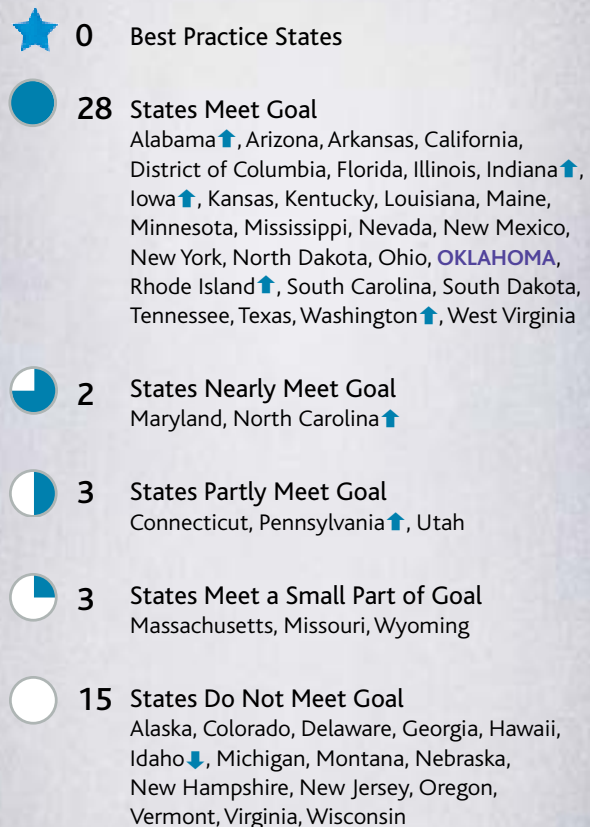 0 Best Practice States
28 States Meet Goal
Alabama⬆, Arizona, Arkansas, California,
District of Columbia, Florida, Illinois, Indiana⬆,
Iowa⬆, Kansas, Kentucky, Louisiana, Maine,
Minnesota, Mississippi, Nevada, New Mexico,
New York, North Dakota, Ohio, OKLAHOMA,
Rhode Island⬆, South Carolina, South Dakota,
Tennessee, Texas, Washington⬆, West Virginia
2 States Nearly Meet Goal
Maryland, North Carolina⬆
3 States Partly Meet Goal
Connecticut, Pennsylvania⬆, Utah
3 States Meet a Small Part of Goal
Massachusetts, Missouri, Wyoming
15 States Do Not Meet Goal
Alaska, Colorado, Delaware, Georgia, Hawaii,
Idaho⬇, Michigan, Montana, Nebraska,
New Hampshire, New Jersey, Oregon,
Vermont, Virginia, Wisconsin